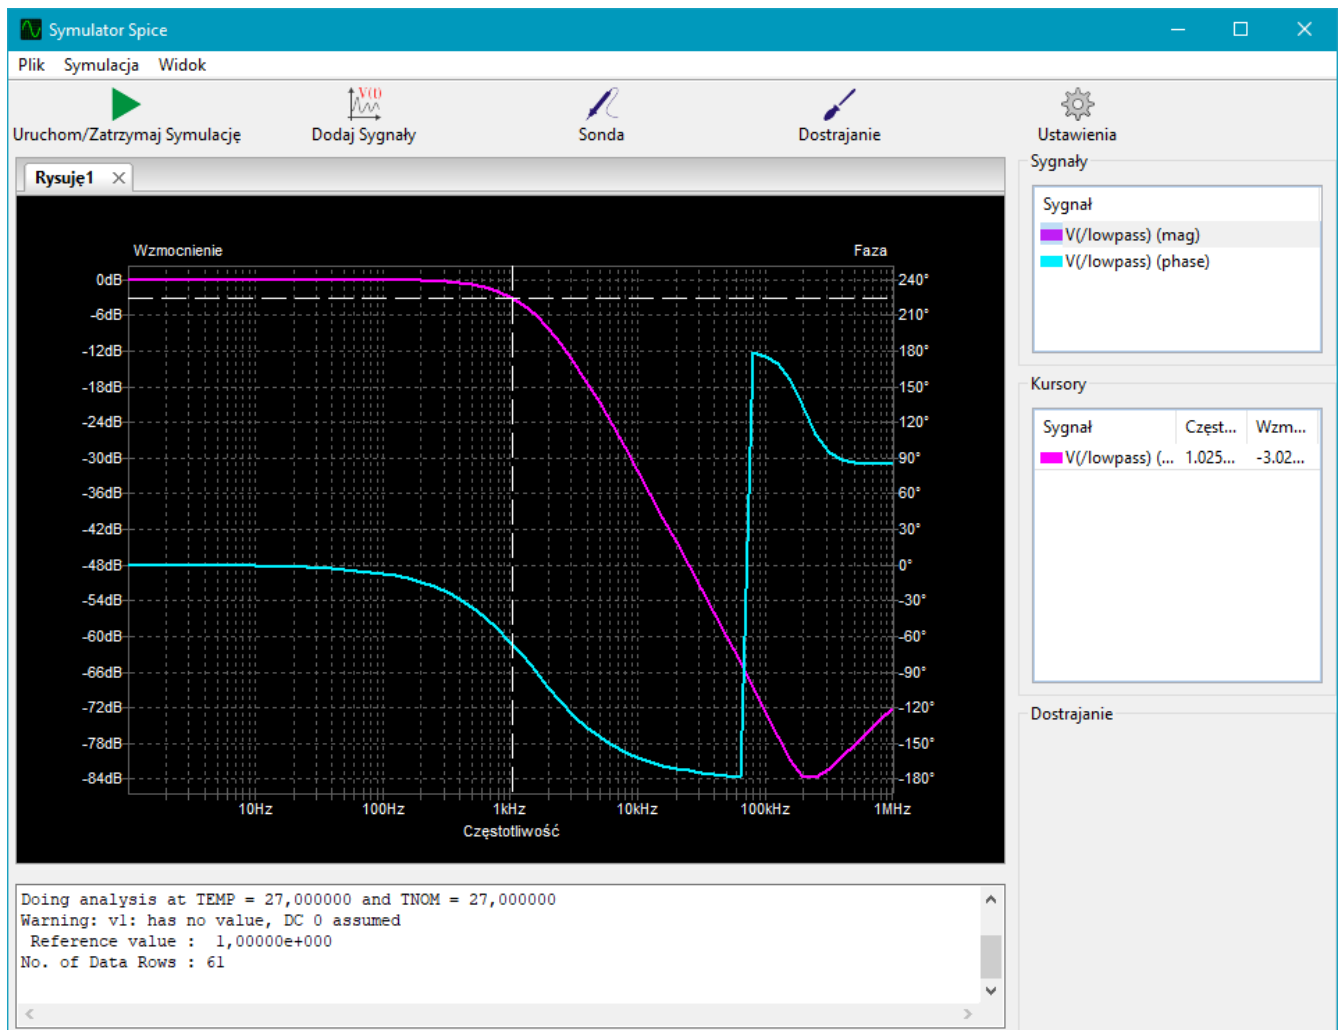 Symulator Spice
Plik Symulacja Widok
Uruchom/Zatrzymaj Symulację Dodaj Sygnały Sonda Dostrajanie Ustawienia
V(t)
Rysuję1
Wzmocnienie Faza
0dB 240°
-6dB 210°
-12dB 180°
-18dB 150°
-24dB 120°
-30dB 90°
-36dB 60°
-42dB 30°
-48dB 0°
-54dB -30°
-60dB -60°
-66dB -90°
-72dB -120°
-78dB -150°
-84dB -180°
10Hz 100Hz 1kHz 10kHz 100kHz 1MHz
Częstotliwość
Sygnały
Sygnał
V(/lowpass) (mag)
V(/lowpass) (phase)
Kursory
Sygnał Częst... Wzm...
V(/lowpass) (... 1.025... -3.02...
Dostrajanie
Doing analysis at TEMP = 27,000000 and TNOM = 27,000000
Warning: v1: has no value, DC 0 assumed
Reference value : 1,00000e+000
No. of Data Rows : 61